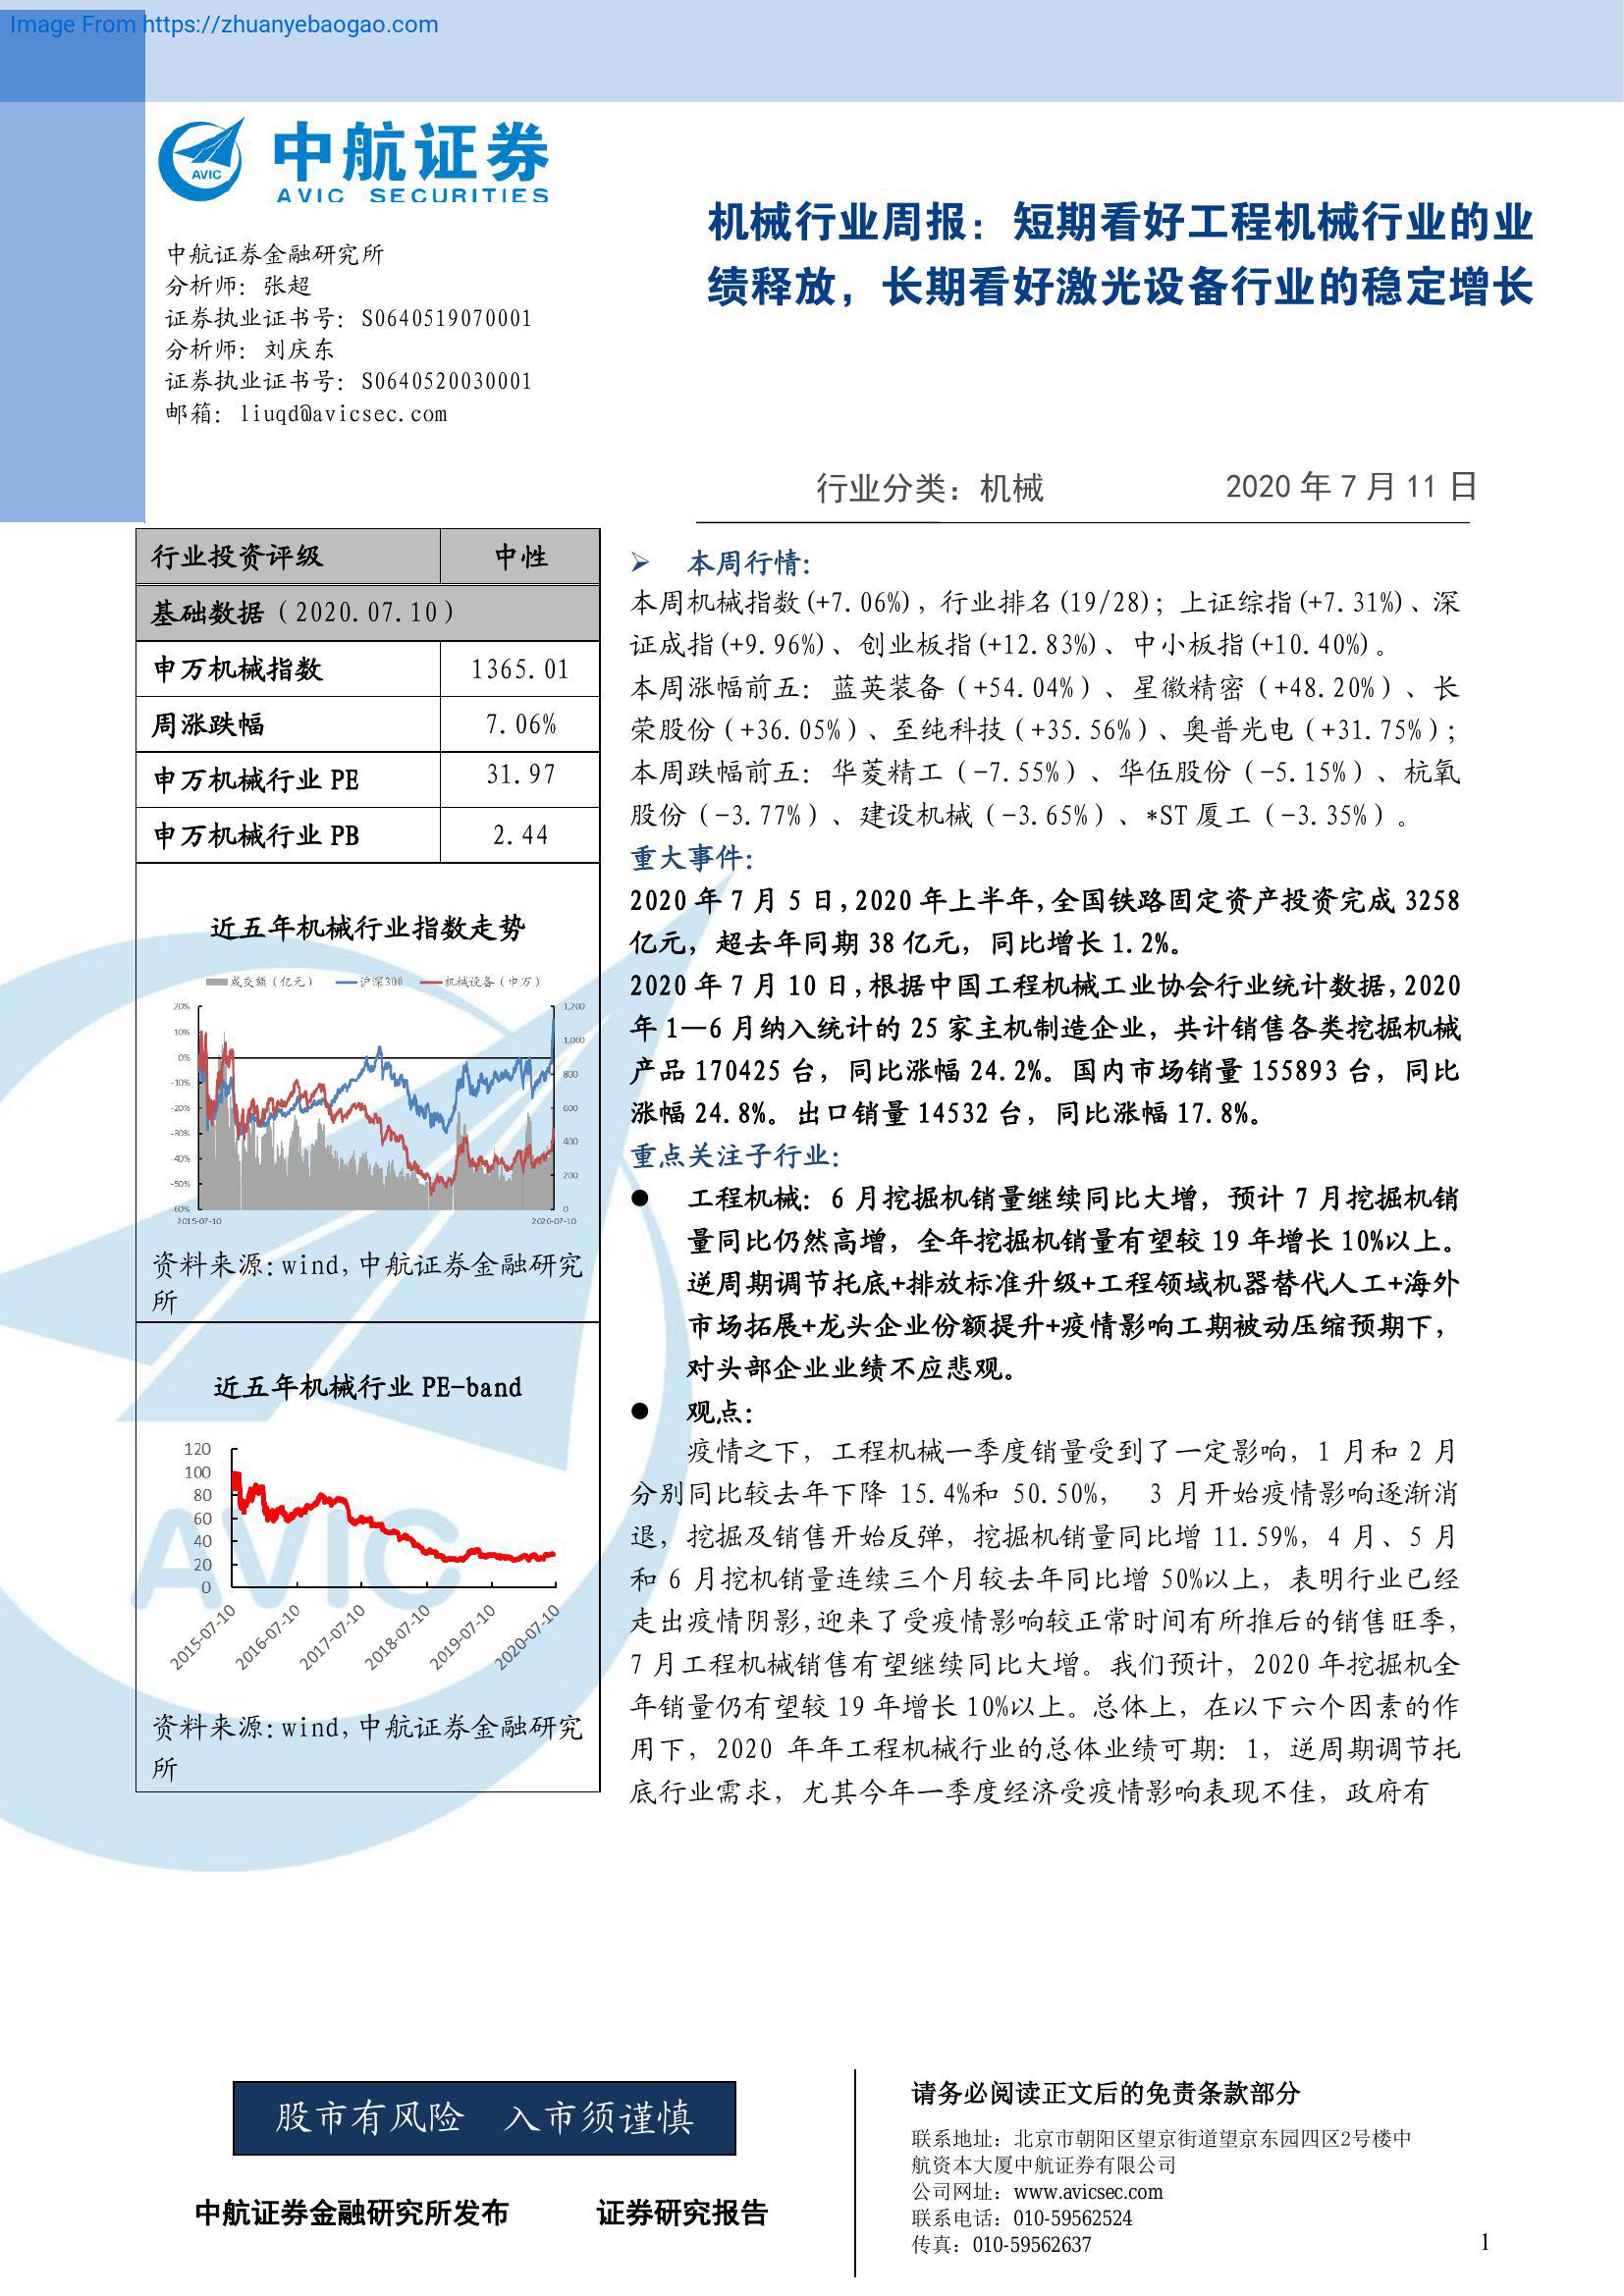 Image From https://zhuanyebaogao.com
中航证券
AVIC SECURITIES
AVIC
中航证券金融研究所
分析师：张超
证券执业证书号：S0640519070001
分析师：刘庆东
证券执业证书号：S0640520030001
邮箱：liuqd@avicsec.com
机械行业周报：短期看好工程机械行业的业
绩释放，长期看好激光设备行业的稳定增长
行业分类：机械 2020 年 7 月 11 日
行业投资评级 中性
基础数据（2020.07.10）
申万机械指数 1365.01
周涨跌幅 7.06%
申万机械行业 PE 31.97
申万机械行业 PB 2.44
近五年机械行业指数走势
成交额（亿元） 沪深300 机械设备（申万）
20%
10%
0%
-10%
-20%
-30%
-40%
-50%
-60%
1,200
1,000
800
600
400
200
0
2015-07-10 2020-07-10
资料来源：wind，中航证券金融研究
所
近五年机械行业 PE-band
120
100
80
60
40
20
0
2015-07-10 2016-07-10 2017-07-10 2018-07-10 2019-07-10 2020-07-10
资料来源：wind，中航证券金融研究
所
AVIC
➢ 本周行情：
本周机械指数(+7.06%)，行业排名(19/28)；上证综指(+7.31%)、深
证成指(+9.96%)、创业板指(+12.83%)、中小板指(+10.40%)。
本周涨幅前五：蓝英装备（+54.04%）、星徽精密（+48.20%）、长
荣股份（+36.05%）、至纯科技（+35.56%）、奥普光电（+31.75%）；
本周跌幅前五：华菱精工（-7.55%）、华伍股份（-5.15%）、杭氧
股份（-3.77%）、建设机械（-3.65%）、*ST 厦工（-3.35%）。
重大事件：
2020 年 7 月 5 日，2020 年上半年，全国铁路固定资产投资完成 3258
亿元，超去年同期 38 亿元，同比增长 1.2%。
2020 年 7 月 10 日，根据中国工程机械工业协会行业统计数据，2020
年 1—6 月纳入统计的 25 家主机制造企业，共计销售各类挖掘机械
产品 170425 台，同比涨幅 24.2%。国内市场销量 155893 台，同比
涨幅 24.8%。出口销量 14532 台，同比涨幅 17.8%。
重点关注子行业：
● 工程机械：6 月挖掘机销量继续同比大增，预计 7 月挖掘机销
量同比仍然高增，全年挖掘机销量有望较 19 年增长 10%以上。
逆周期调节托底+排放标准升级+工程领域机器替代人工+海外
市场拓展+龙头企业份额提升+疫情影响工期被动压缩预期下，
对头部企业业绩不应悲观。
● 观点：
疫情之下，工程机械一季度销量受到了一定影响，1 月和 2 月
分别同比较去年下降 15.4%和 50.50%， 3 月开始疫情影响逐渐消
退，挖掘及销售开始反弹，挖掘机销量同比增 11.59%，4 月、5 月
和 6 月挖机销量连续三个月较去年同比增 50%以上，表明行业已经
走出疫情阴影，迎来了受疫情影响较正常时间有所推后的销售旺季，
7 月工程机械销售有望继续同比大增。我们预计，2020 年挖掘机全
年销量仍有望较 19 年增长 10%以上。总体上，在以下六个因素的作
用下，2020 年年工程机械行业的总体业绩可期：1，逆周期调节托
底行业需求，尤其今年一季度经济受疫情影响表现不佳，政府有
股市有风险 入市须谨慎
中航证券金融研究所发布 证券研究报告
请务必阅读正文后的免责条款部分
联系地址：北京市朝阳区望京街道望京东园四区2号楼中
航资本大厦中航证券有限公司
公司网址：www.avicsec.com
联系电话：010-59562524
传真：010-59562637
1